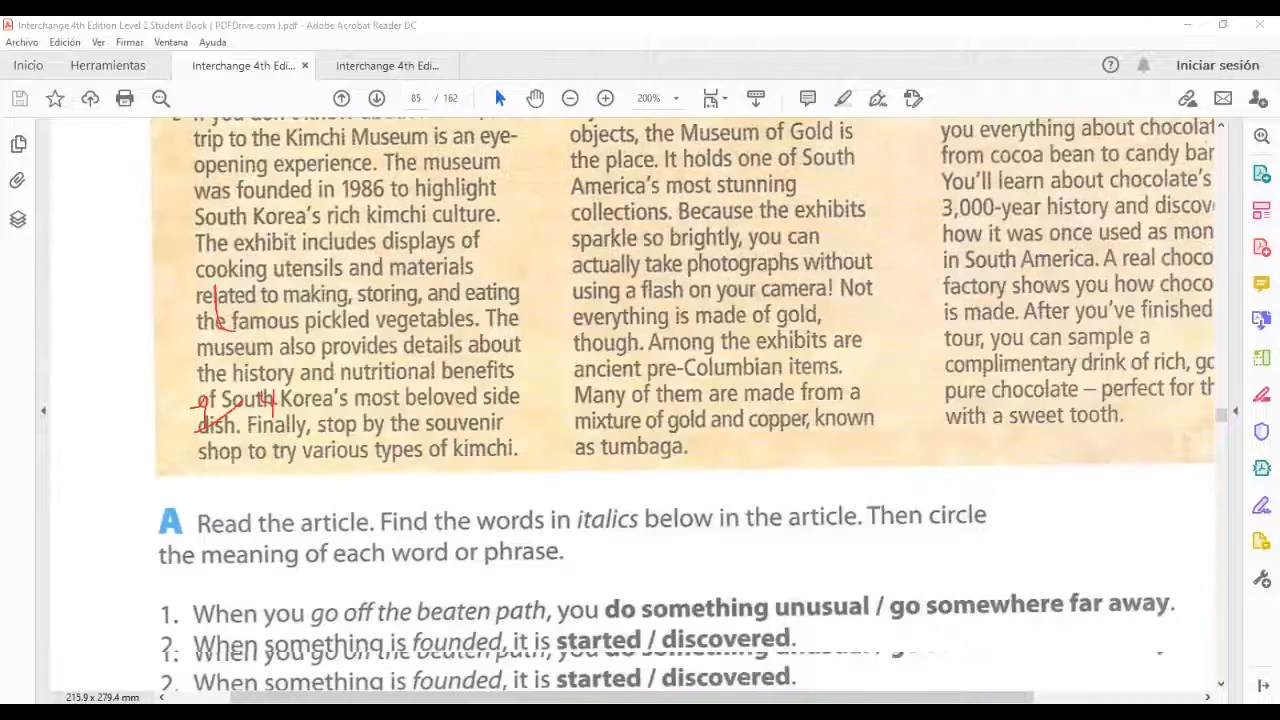 Interchange 4th Edition Level 2 Student Book ( PDFDrive.com ).pdf - Adobe Acrobat Reader DC
Archivo Edición Ver Firmar Ventana Ayuda
Inicio Herramientas Interchange 4th Edi... × Interchange 4th Edi... Iniciar sesión
85 / 162 200%
trip to the Kimchi Museum is an eye-
opening experience. The museum
was founded in 1986 to highlight
South Korea's rich kimchi culture.
The exhibit includes displays of
cooking utensils and materials
related to making, storing, and eating
the famous pickled vegetables. The
museum also provides details about
the history and nutritional benefits
of South Korea's most beloved side
dish. Finally, stop by the souvenir
shop to try various types of kimchi.
objects, the Museum of Gold is
the place. It holds one of South
America's most stunning
collections. Because the exhibits
sparkle so brightly, you can
actually take photographs without
using a flash on your camera! Not
everything is made of gold,
though. Among the exhibits are
ancient pre-Columbian items.
Many of them are made from a
mixture of gold and copper, known
as tumbaga.
you everything about chocolat
from cocoa bean to candy bar
You'll learn about chocolate's
3,000-year history and discov
how it was once used as mon
in South America. A real choco
factory shows you how choco
is made. After you've finished
tour, you can sample a
complimentary drink of rich, go
pure chocolate – perfect for th
with a sweet tooth.
A Read the article. Find the words in italics below in the article. Then circle
the meaning of each word or phrase.
1. When you go off the beaten path, you do something unusual / go somewhere far away.
2. When something is founded, it is started / discovered.
2. When something is founded, it is started / discovered.
215.9 x 279.4 mm